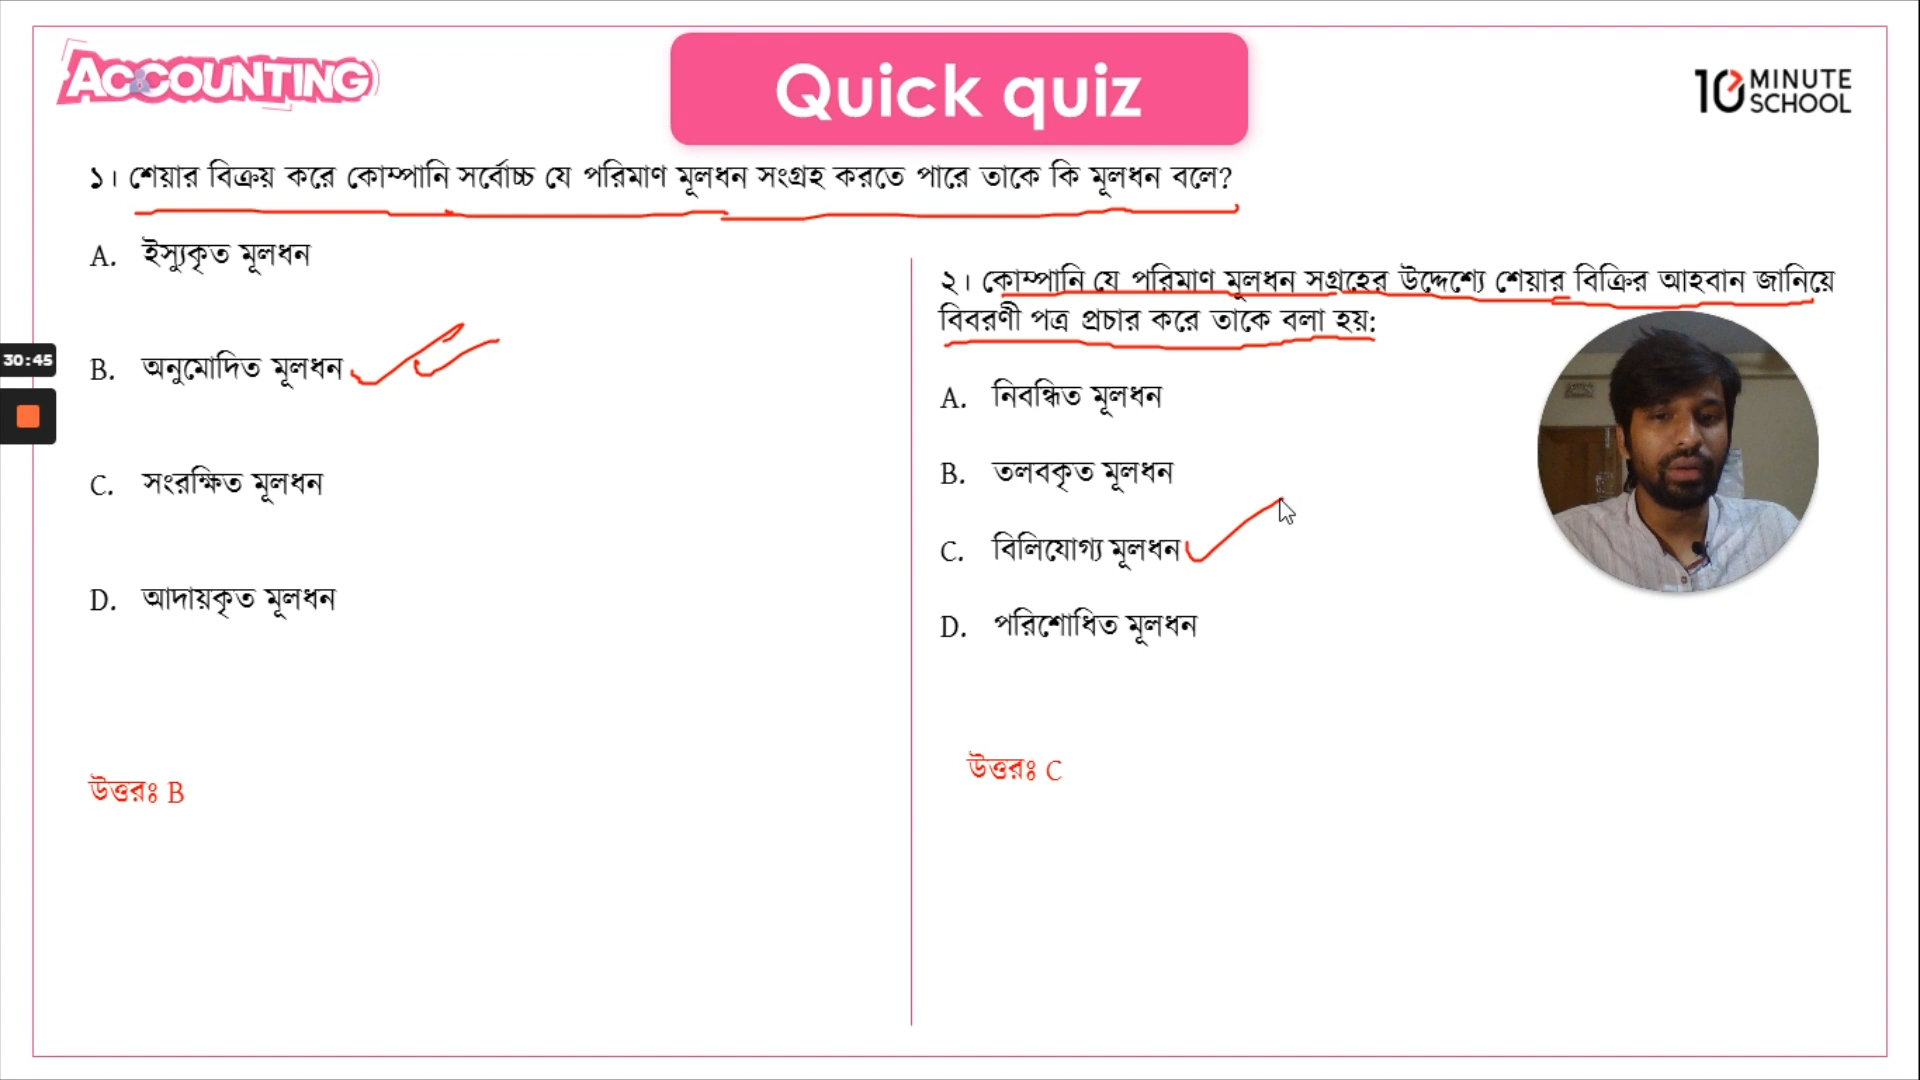 ACCOUNTING
Quick quiz
10 MINUTE
SCHOOL
১। শেয়ার বিক্রয় করে কোম্পানি সর্বোচ্চ যে পরিমাণ মূলধন সংগ্রহ করতে পারে তাকে কি মূলধন বলে?
A. ইস্যুকৃত মূলধন
B. অনুমোদিত মূলধন
C. সংরক্ষিত মূলধন
D. আদায়কৃত মূলধন
উত্তরঃ B
২। কোম্পানি যে পরিমাণ মূলধন সগ্রহের উদ্দেশ্যে শেয়ার বিক্রির আহবান জানিয়ে
বিবরণী পত্র প্রচার করে তাকে বলা হয়:
A. নিবন্ধিত মূলধন
B. তলবকৃত মূলধন
C. বিলিযোগ্য মূলধন
D. পরিশোধিত মূলধন
উত্তরঃ C
30:45